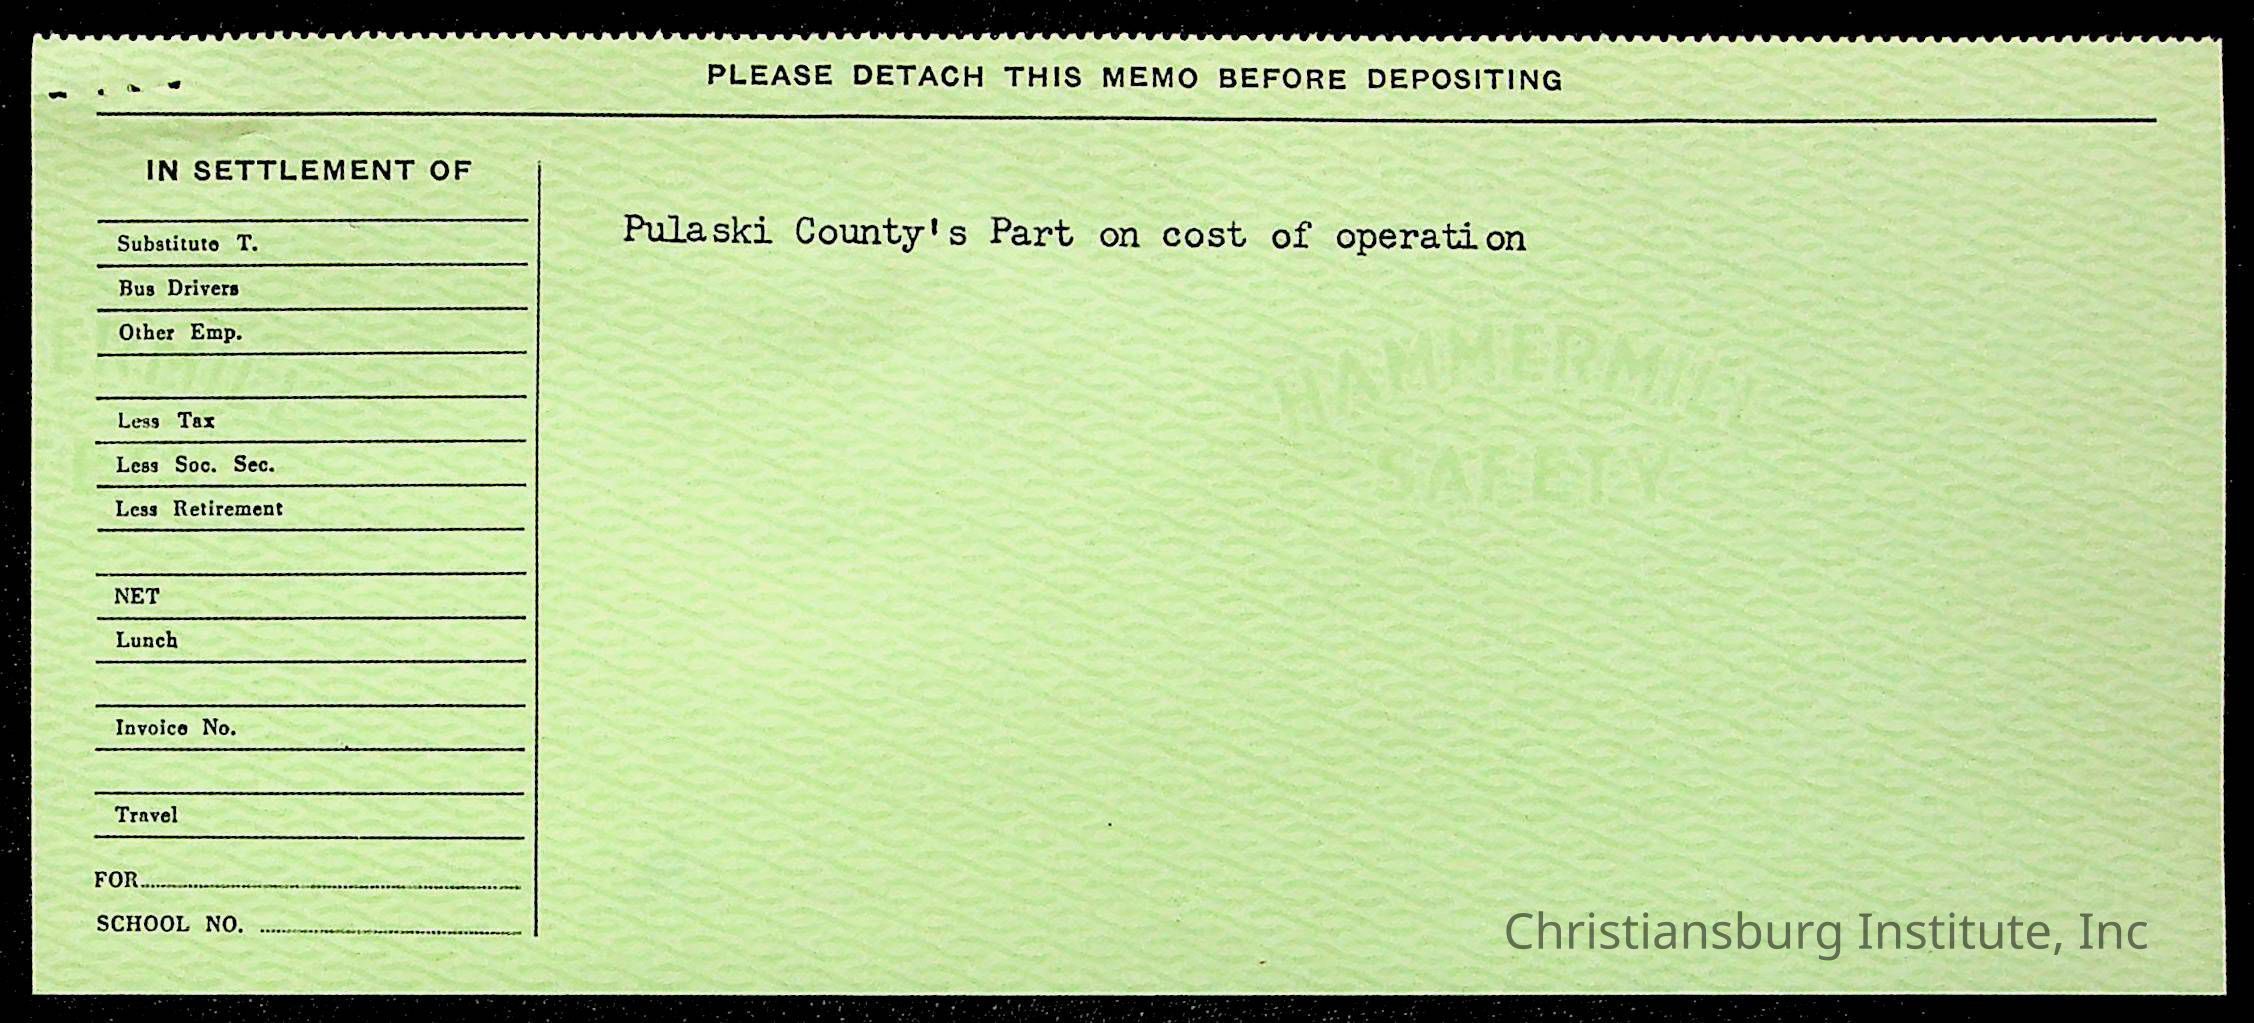 PLEASE DETACH THIS MEMO BEFORE DEPOSITING
IN SETTLEMENT OF
Substitute T.
Bus Drivers
Other Emp.
Less Tax
Less Soc. Sec.
Less Retirement
NET
Lunch
Invoice No.
Travel
FOR
SCHOOL NO.
Pulaski County's Part on cost of operation
HAMMERMILL
SAFETY
Christiansburg Institute, Inc